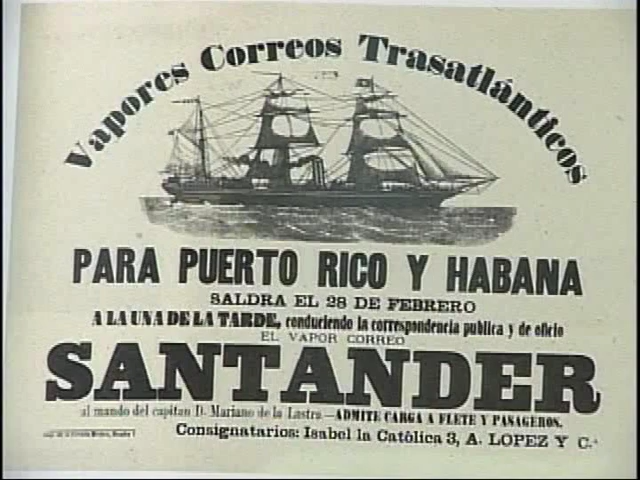 Vapores Correos Trasatlánticos
PARA PUERTO RICO Y HABANA
SALDRA EL 28 DE FEBRERO
A LA UNA DE LA TARDE, conduciendo la correspondencia publica y de oficio
EL VAPOR CORREO
SANTANDER
al mando del capitan D. Mariano de la Lastra.—ADMITE CARGA A FLETE Y PASAGEROS.
Consignatarios: Isabel la Católica 3, A. LOPEZ Y C.ª